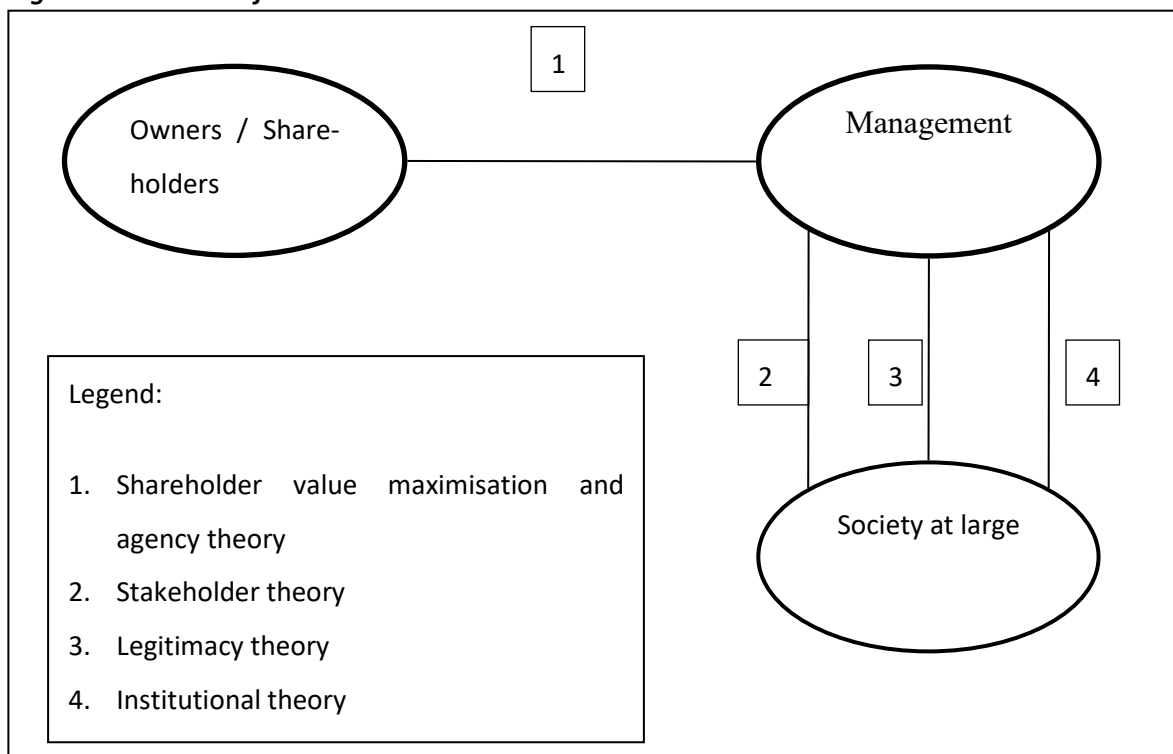 1
Owners / Share-
holders
Management
2
3
4
Society at large
Legend:
1. Shareholder value maximisation and
agency theory
2. Stakeholder theory
3. Legitimacy theory
4. Institutional theory